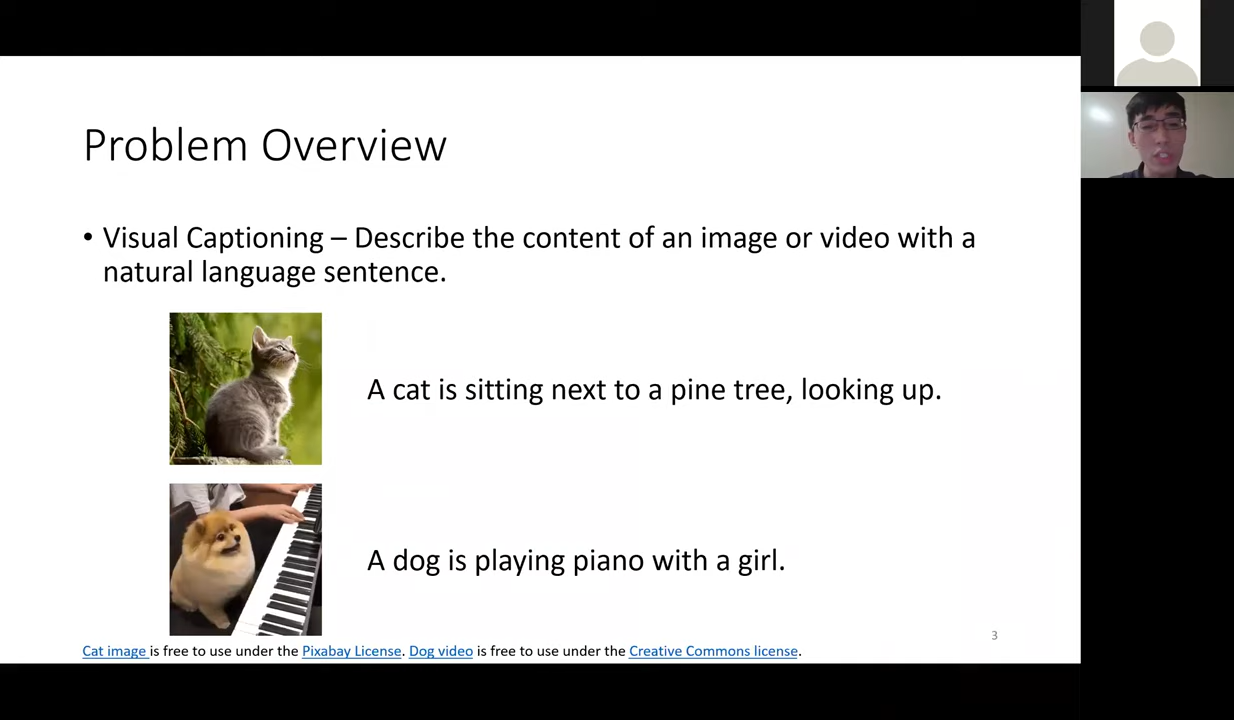 Problem Overview
• Visual Captioning – Describe the content of an image or video with a
natural language sentence.
A cat is sitting next to a pine tree, looking up.
A dog is playing piano with a girl.
3
Cat image is free to use under the Pixabay License. Dog video is free to use under the Creative Commons license.